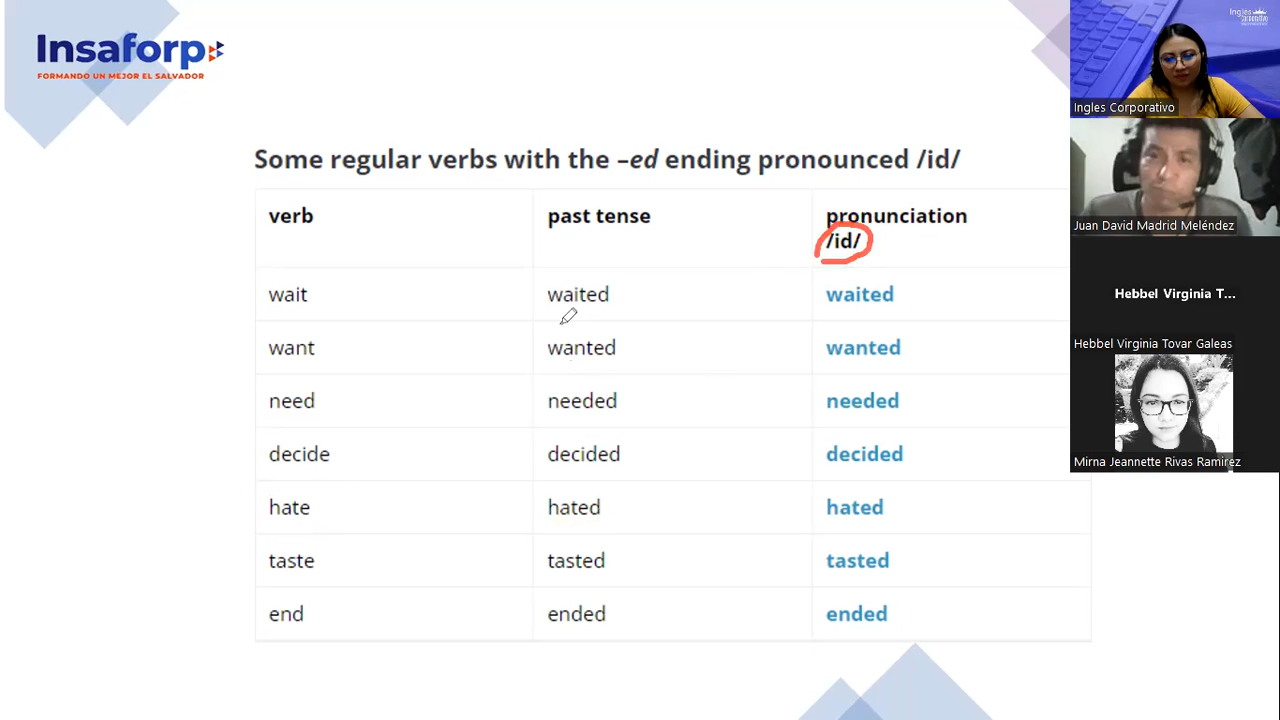 Insaforp
FORMANDO UN MEJOR EL SALVADOR
Some regular verbs with the –ed ending pronounced /id/
verb past tense pronunciation
/id/
wait waited waited
want wanted wanted
need needed needed
decide decided decided
hate hated hated
taste tasted tasted
end ended ended
Ingles
Ingles Corporativo
Juan David Madrid Meléndez
Hebbel Virginia T...
Hebbel Virginia Tovar Galeas
Mirna Jeannette Rivas Ramirez